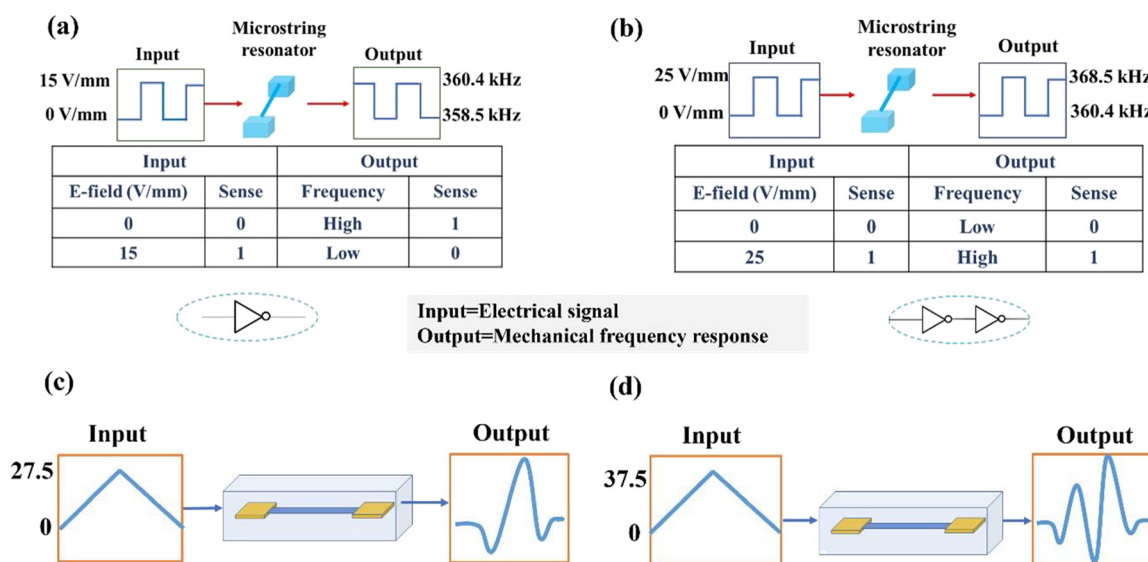 (a)
Microstring
resonator
Input
Output
15 V/mm
0 V/mm
360.4 kHz
358.5 kHz
Input Output
E-field (V/mm) Sense Frequency Sense
0 0 High 1
15 1 Low 0
(b)
Microstring
resonator
Input
Output
25 V/mm
0 V/mm
368.5 kHz
360.4 kHz
Input Output
E-field (V/mm) Sense Frequency Sense
0 0 Low 0
25 1 High 1
Input=Electrical signal
Output=Mechanical frequency response
(c)
Input
Output
27.5
0
(d)
Input
Output
37.5
0